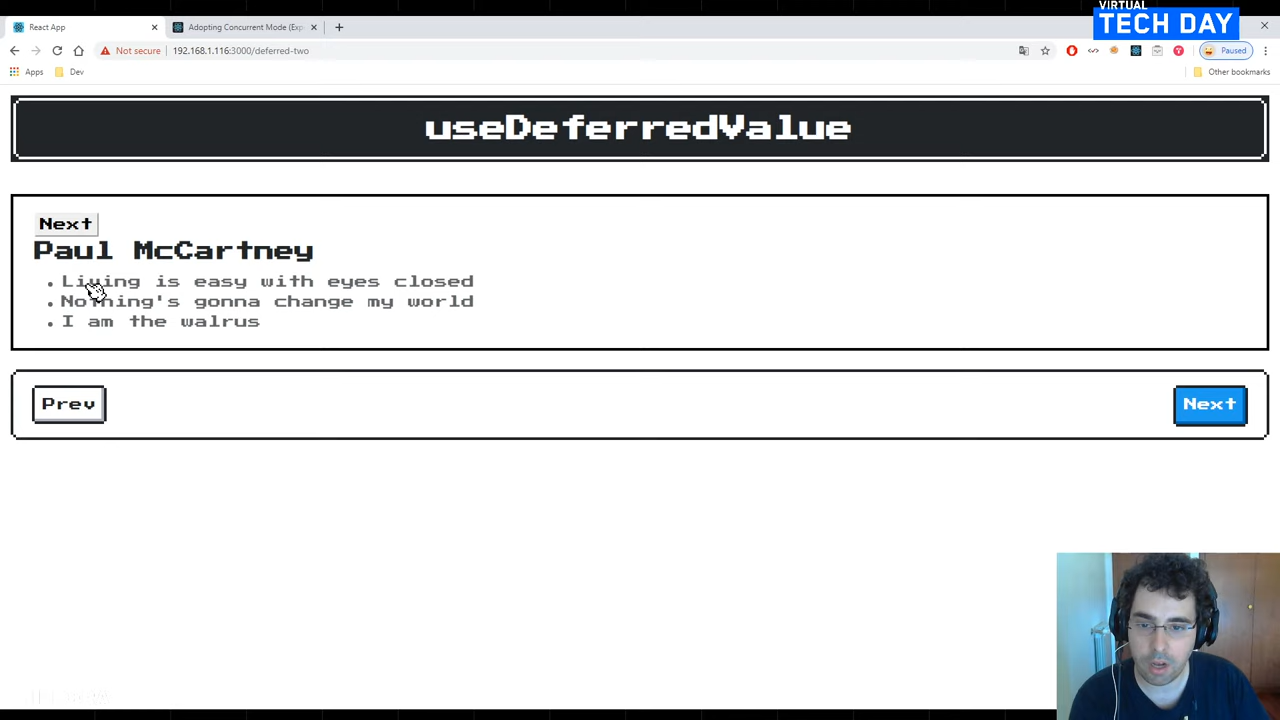 VIRTUAL
TECH DAY
React App
Adopting Concurrent Mode (Exp
Not secure
192.168.1.116:3000/deferred-two
Paused
Apps
Dev
Other bookmarks
useDeferredValue
Next
Paul McCartney
Living is easy with eyes closed
Nothing's gonna change my world
I am the walrus
Prev
Next